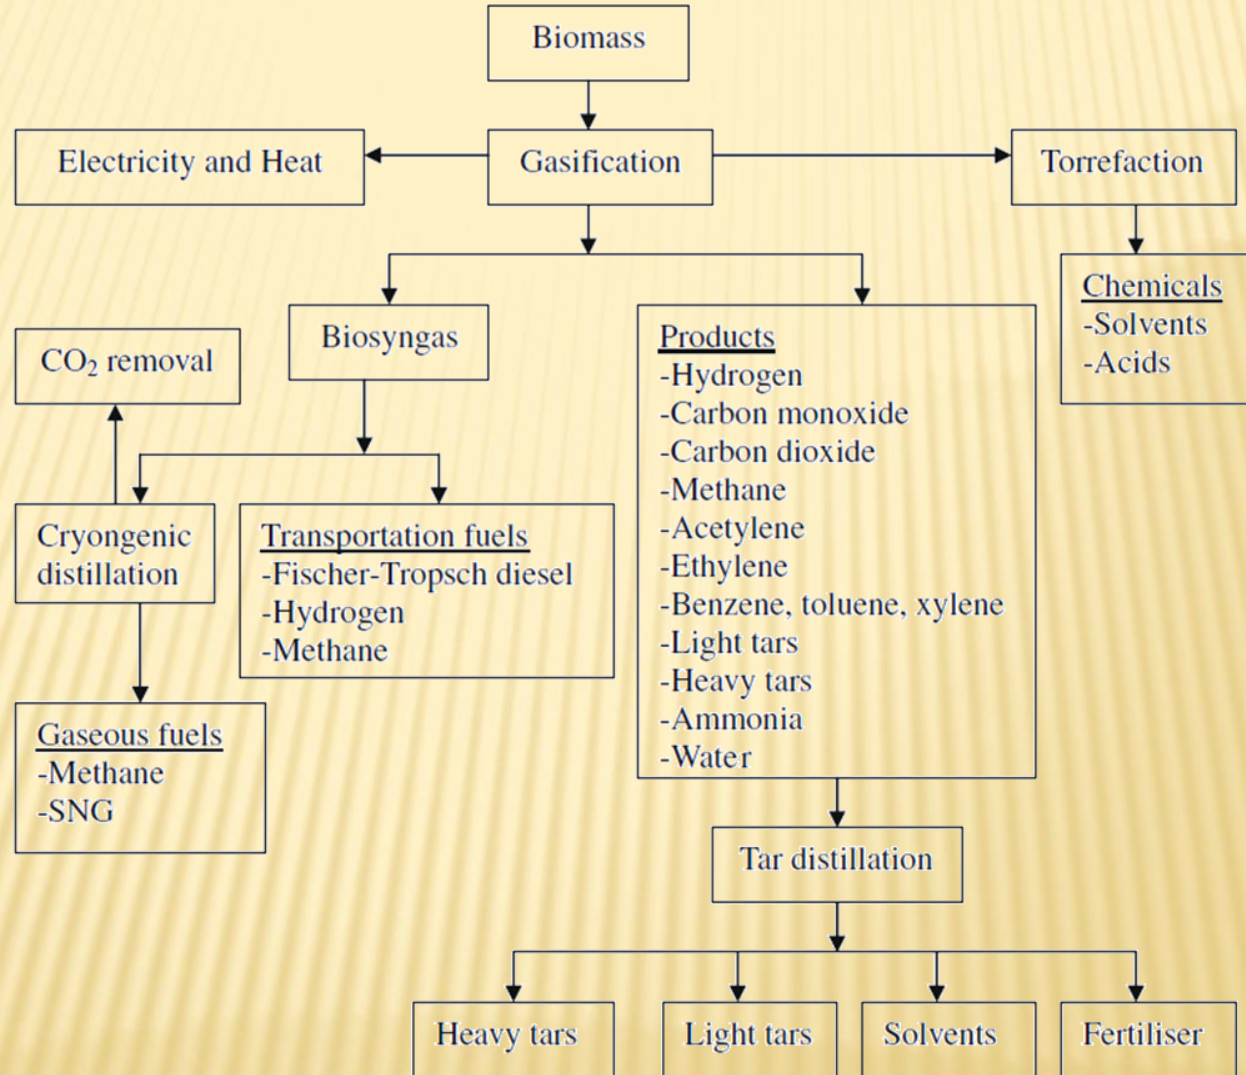 Biomass
Electricity and Heat
Gasification
Torrefaction
Chemicals
-Solvents
-Acids
Biosyngas
CO₂ removal
Products
-Hydrogen
-Carbon monoxide
-Carbon dioxide
-Methane
-Acetylene
-Ethylene
-Benzene, toluene, xylene
-Light tars
-Heavy tars
-Ammonia
-Water
Cryongenic
distillation
Transportation fuels
-Fischer-Tropsch diesel
-Hydrogen
-Methane
Gaseous fuels
-Methane
-SNG
Tar distillation
Heavy tars
Light tars
Solvents
Fertiliser